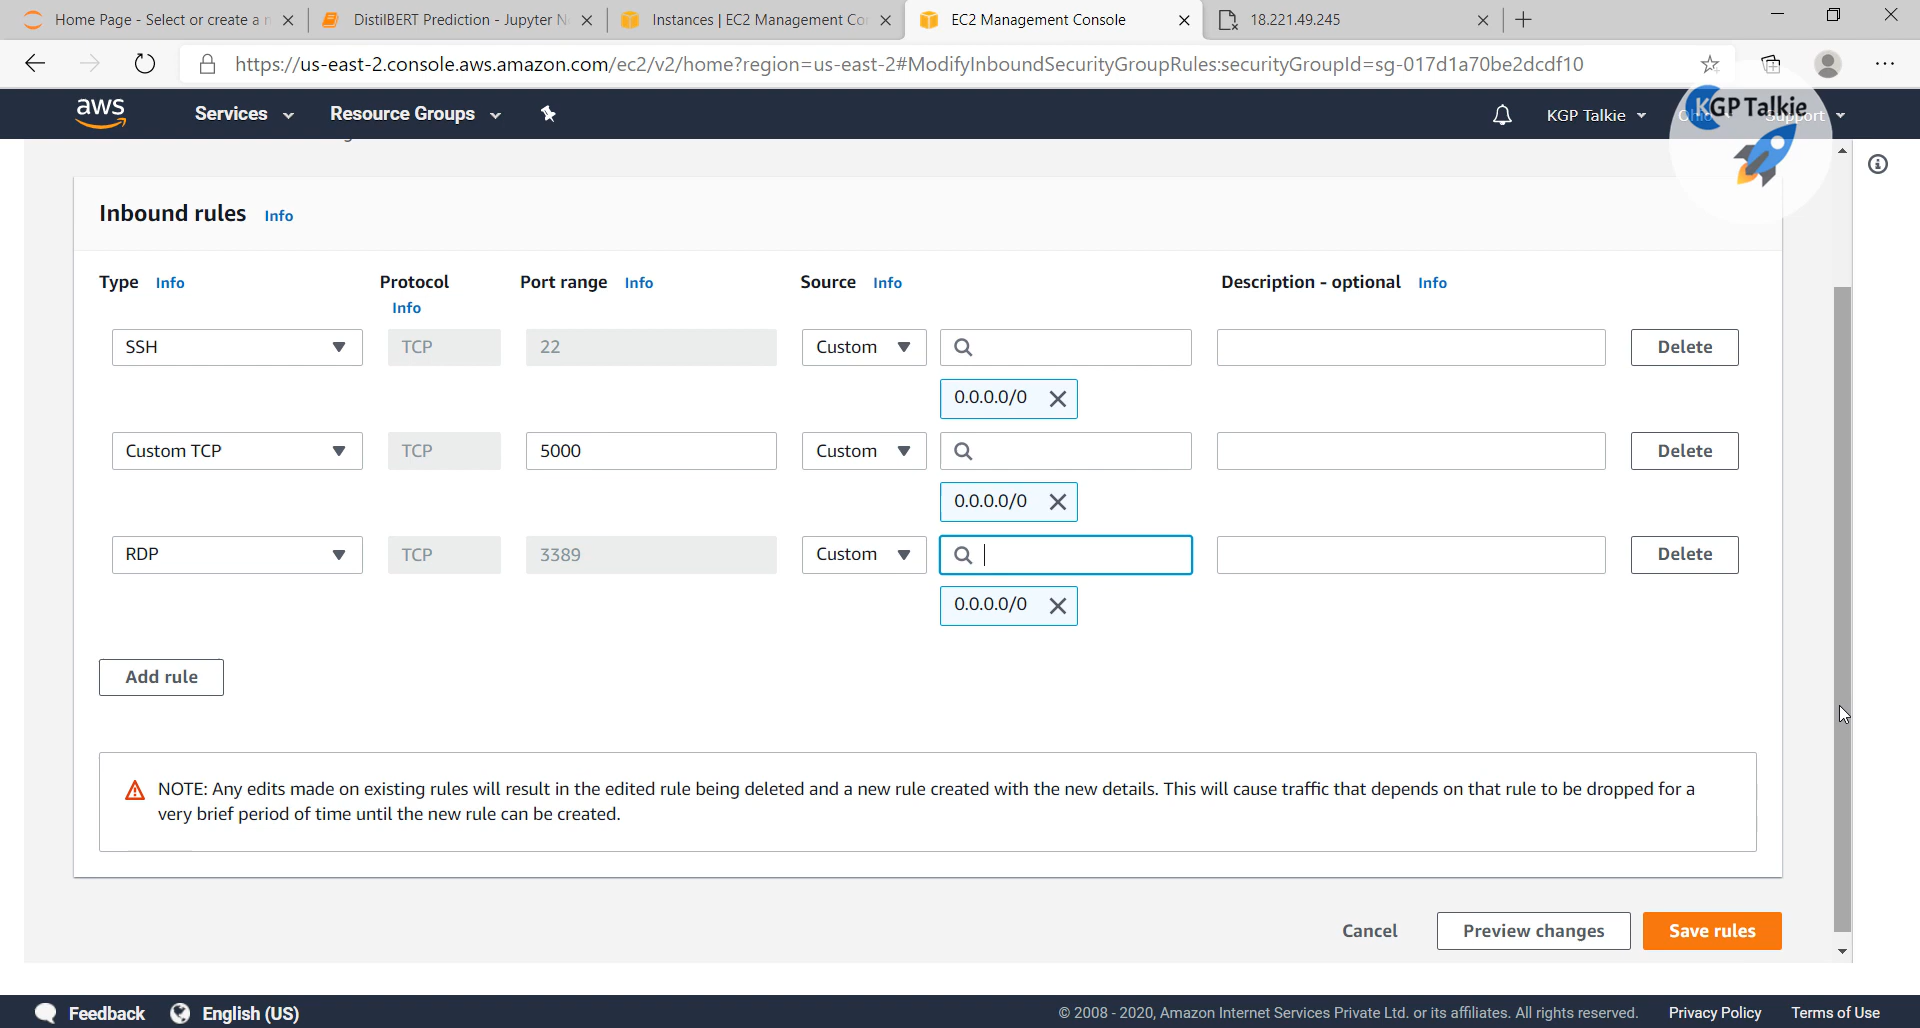 Home Page - Select or create a n
DistilBERT Prediction - Jupyter N
Instances | EC2 Management Co
EC2 Management Console
18.221.49.245
https://us-east-2.console.aws.amazon.com/ec2/v2/home?region=us-east-2#ModifyInboundSecurityGroupRules:securityGroupId=sg-017d1a70be2dcdf10
aws
Services
Resource Groups
KGP Talkie
Ohio
Support
KGP Talkie
Inbound rules Info
Type Info
Protocol Info
Port range Info
Source Info
Description - optional Info
SSH TCP 22 Custom Delete
0.0.0.0/0
Custom TCP TCP 5000 Custom Delete
0.0.0.0/0
RDP TCP 3389 Custom Delete
0.0.0.0/0
Add rule
NOTE: Any edits made on existing rules will result in the edited rule being deleted and a new rule created with the new details. This will cause traffic that depends on that rule to be dropped for a
very brief period of time until the new rule can be created.
Cancel Preview changes Save rules
Feedback English (US) © 2008 - 2020, Amazon Internet Services Private Ltd. or its affiliates. All rights reserved. Privacy Policy Terms of Use